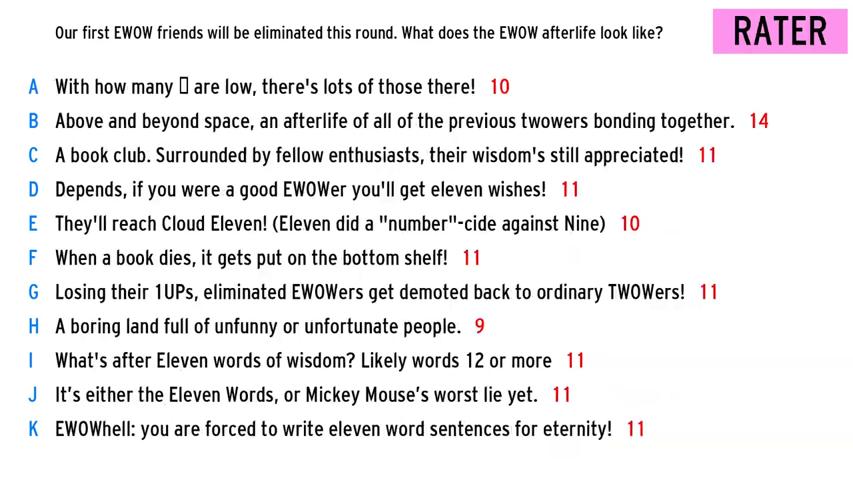 Our first EWOW friends will be eliminated this round. What does the EWOW afterlife look like?
RATER
A With how many ▯ are low, there's lots of those there! 10
B Above and beyond space, an afterlife of all of the previous twowers bonding together. 14
C A book club. Surrounded by fellow enthusiasts, their wisdom's still appreciated! 11
D Depends, if you were a good EWOWer you'll get eleven wishes! 11
E They'll reach Cloud Eleven! (Eleven did a "number"-cide against Nine) 10
F When a book dies, it gets put on the bottom shelf! 11
G Losing their 1UPs, eliminated EWOWers get demoted back to ordinary TWOWers! 11
H A boring land full of unfunny or unfortunate people. 9
I What's after Eleven words of wisdom? Likely words 12 or more 11
J It’s either the Eleven Words, or Mickey Mouse’s worst lie yet. 11
K EWOWhell: you are forced to write eleven word sentences for eternity! 11